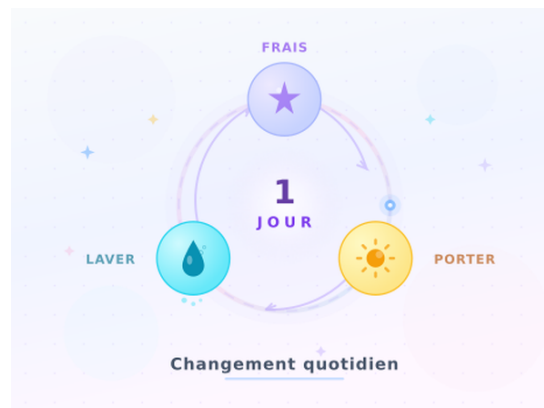 FRAIS
1
JOUR
LAVER
PORTER
Changement quotidien